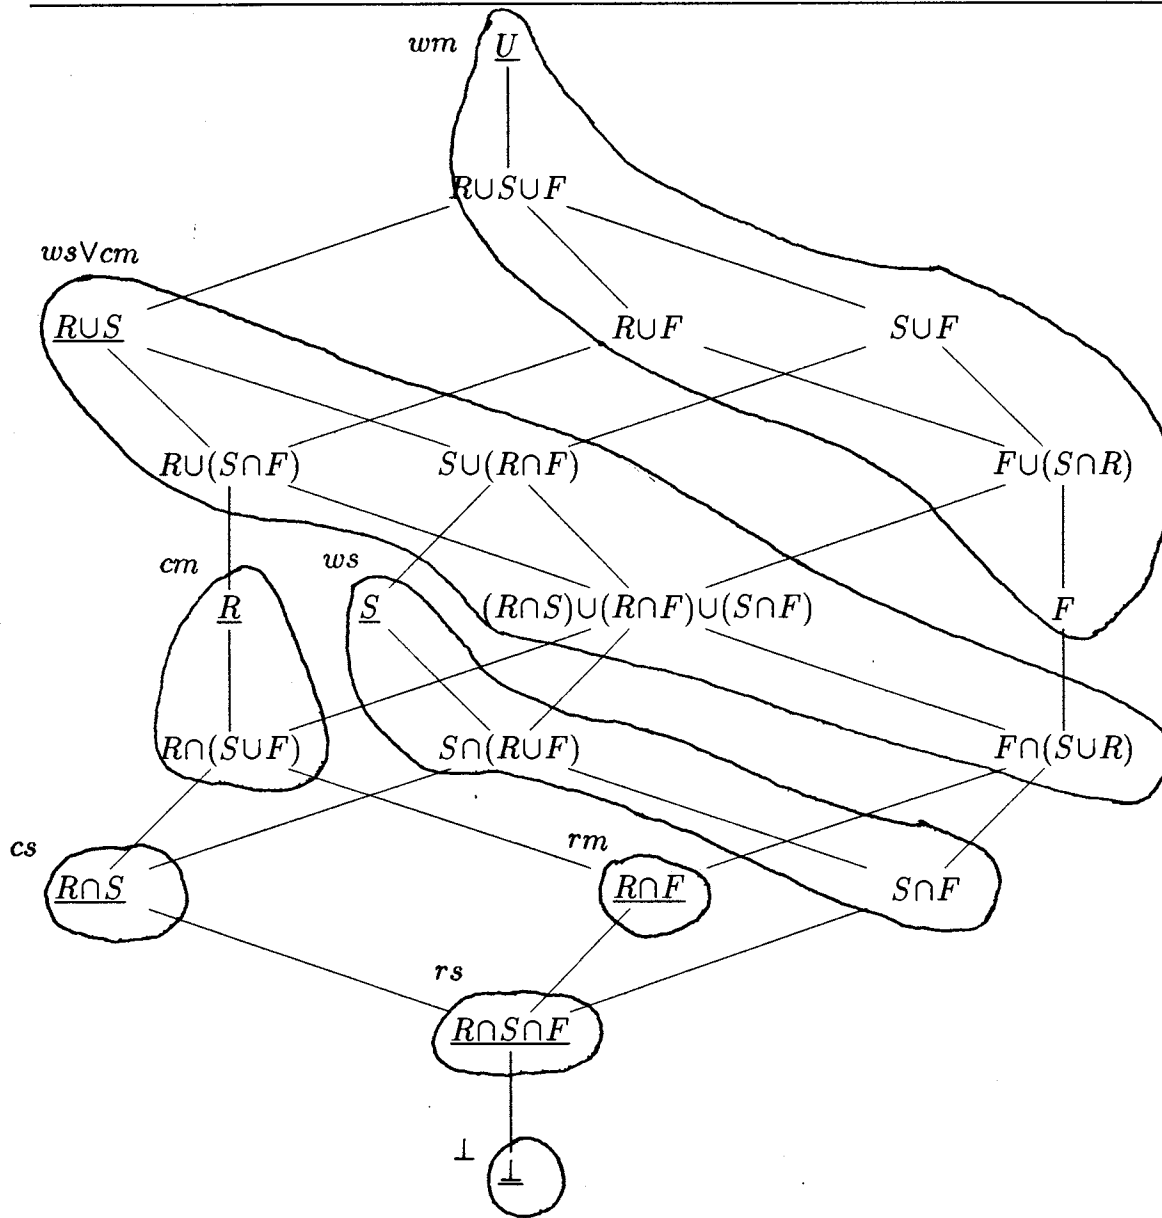 wm U
R∪S∪F
ws∨cm
R∪S R∪F S∪F
R∪(S∩F) S∪(R∩F) F∪(S∩R)
cm ws
R S (R∩S)∪(R∩F)∪(S∩F) F
R∩(S∪F) S∩(R∪F) F∩(S∪R)
cs rm
R∩S R∩F S∩F
rs
R∩S∩F
⊥ ⊥